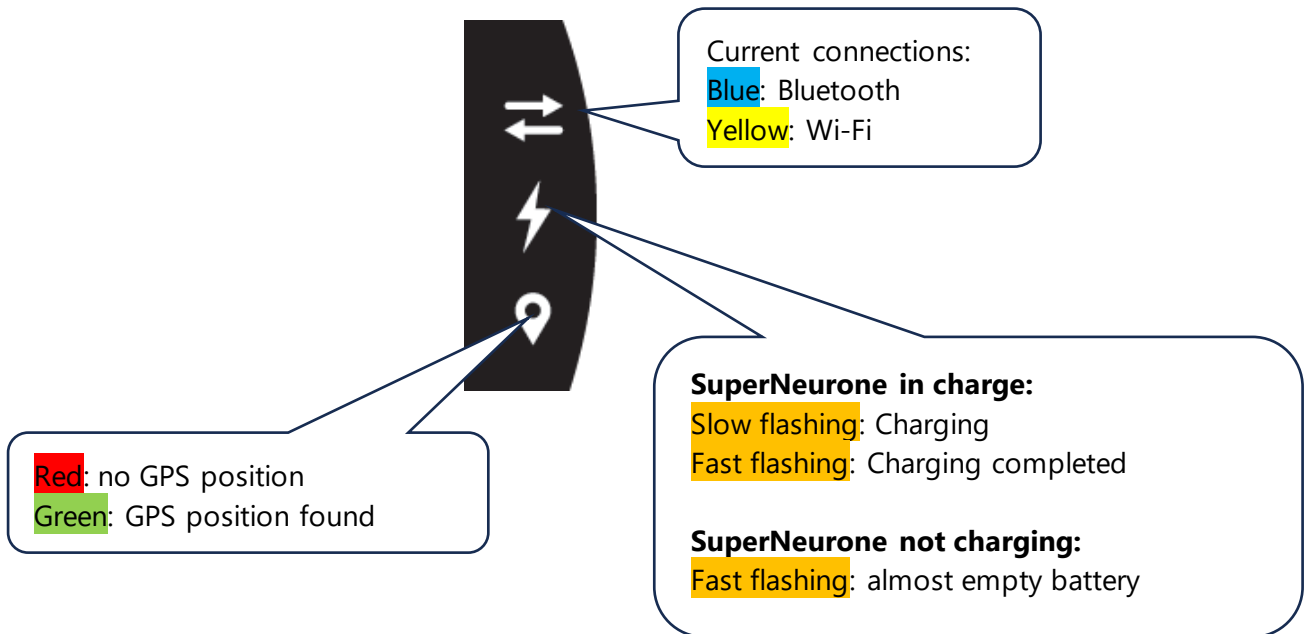 Current connections:
Blue: Bluetooth
Yellow: Wi-Fi
SuperNeurone in charge:
Slow flashing: Charging
Fast flashing: Charging completed
SuperNeurone not charging:
Fast flashing: almost empty battery
Red: no GPS position
Green: GPS position found